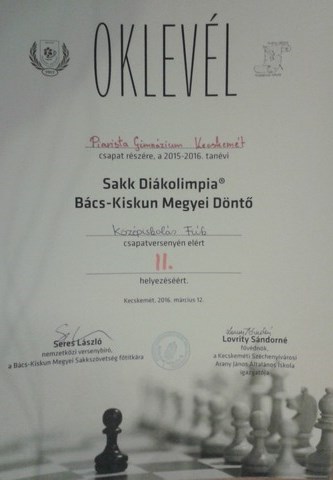 OKLEVÉL
Piarista Gimnázium Kecskemét
csapat részére, a 2015-2016. tanévi
Sakk Diákolimpia®
Bács-Kiskun Megyei Döntő
Középiskolás Fiú
csapatversenyén elért
II.
helyezéséért.
Kecskemét, 2016. március 12.
Seres László
nemzetközi versenybíró,
a Bács-Kiskun Megyei Sakkszövetség főtitkára
Lovrity Sándorné
fővédnök,
a Kecskeméti Széchenyivárosi
Arany János Általános Iskola
igazgatója